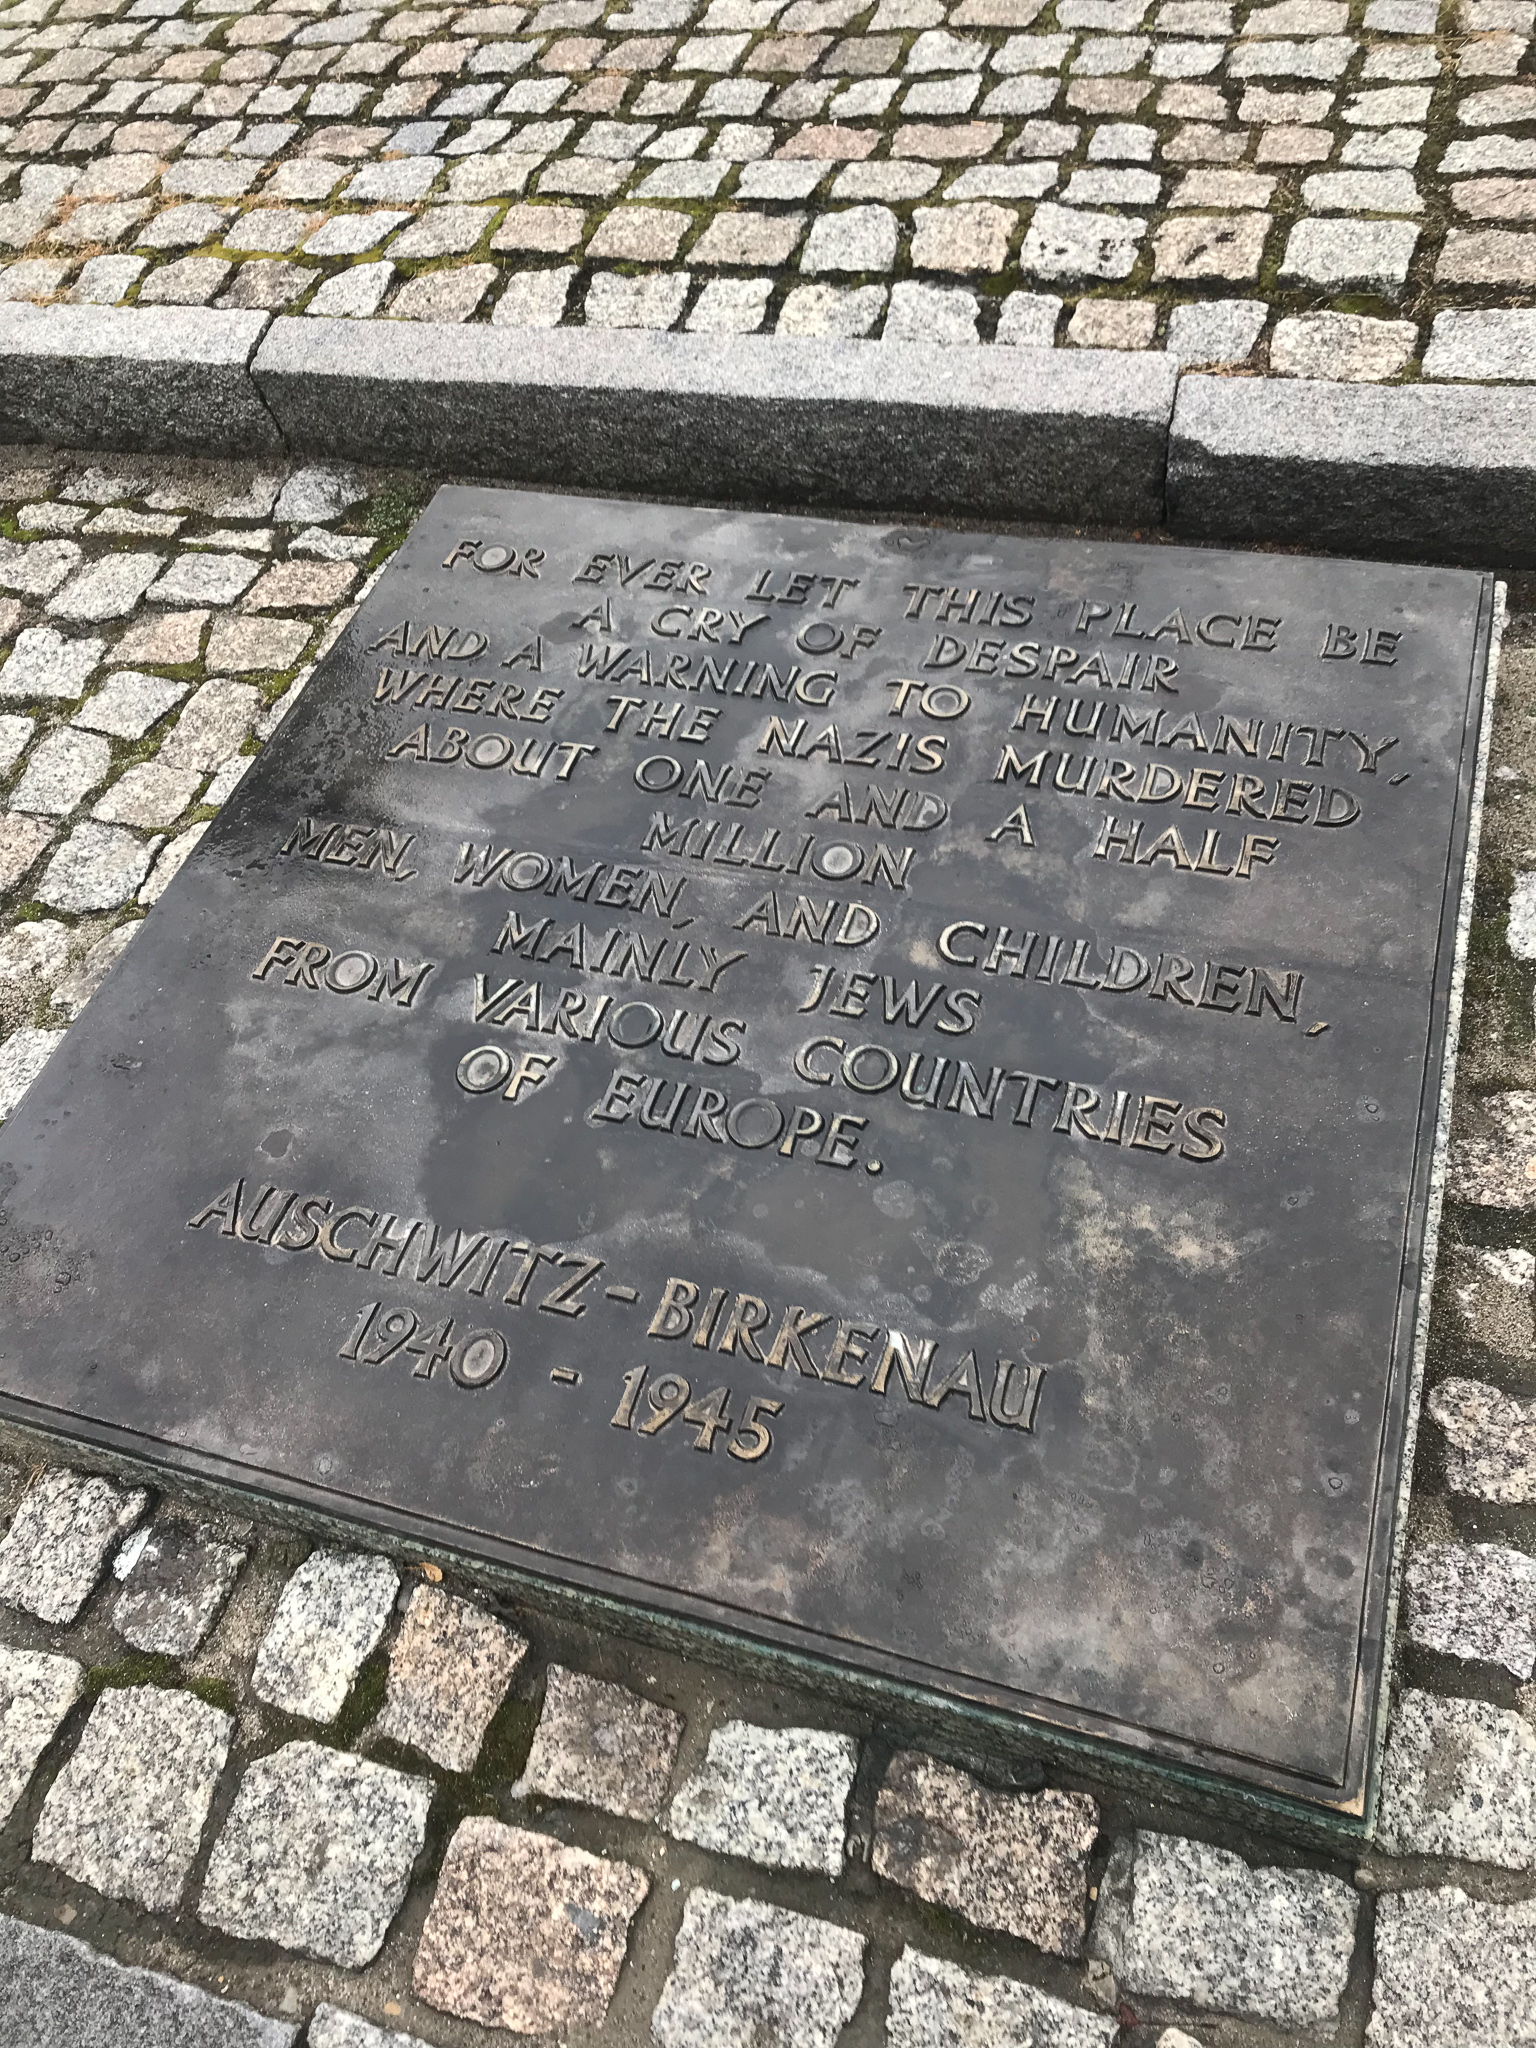 FOR EVER LET THIS PLACE BE
A CRY OF DESPAIR
AND A WARNING TO HUMANITY,
WHERE THE NAZIS MURDERED
ABOUT ONE AND A HALF
MILLION
MEN, WOMEN, AND CHILDREN,
MAINLY JEWS
FROM VARIOUS COUNTRIES
OF EUROPE.
AUSCHWITZ - BIRKENAU
1940 - 1945